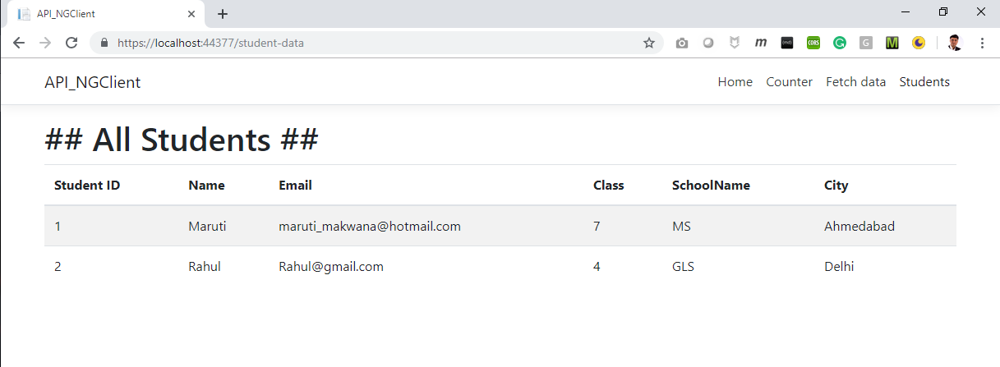 API_NGClient
https://localhost:44377/student-data
API_NGClient Home Counter Fetch data Students
## All Students ##
Student ID Name Email Class SchoolName City
1 Maruti maruti_makwana@hotmail.com 7 MS Ahmedabad
2 Rahul Rahul@gmail.com 4 GLS Delhi